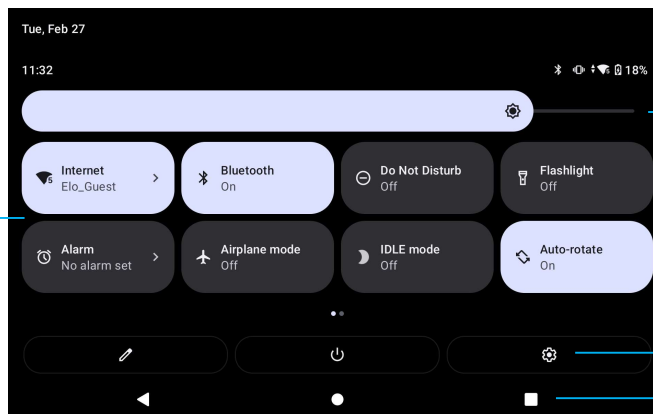 Tue, Feb 27
11:32
18%
Internet
Elo_Guest
Bluetooth
On
Do Not Disturb
Off
Flashlight
Off
Alarm
No alarm set
Airplane mode
Off
IDLE mode
Off
Auto-rotate
On